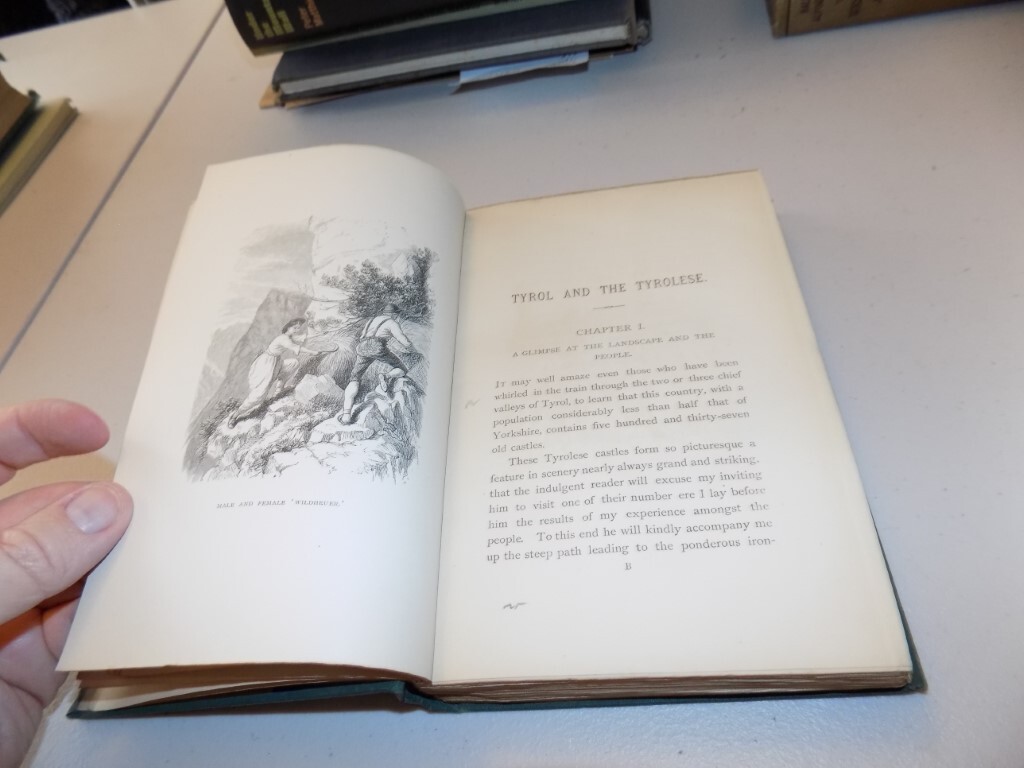 MALE AND FEMALE "WILDHEUER."
TYROL AND THE TYROLESE.
CHAPTER I.
A GLIMPSE AT THE LANDSCAPE AND THE
PEOPLE.
IT may well amaze even those who have been
whirled in the train through the two or three chief
valleys of Tyrol, to learn that this country, with a
population considerably less than half that of
Yorkshire, contains five hundred and thirty-seven
old castles.
These Tyrolese castles form so picturesque a
feature in scenery nearly always grand and striking,
that the indulgent reader will excuse my inviting
him to visit one of their number ere I lay before
him the results of my experience amongst the
people. To this end he will kindly accompany me
up the steep path leading to the ponderous iron-
B